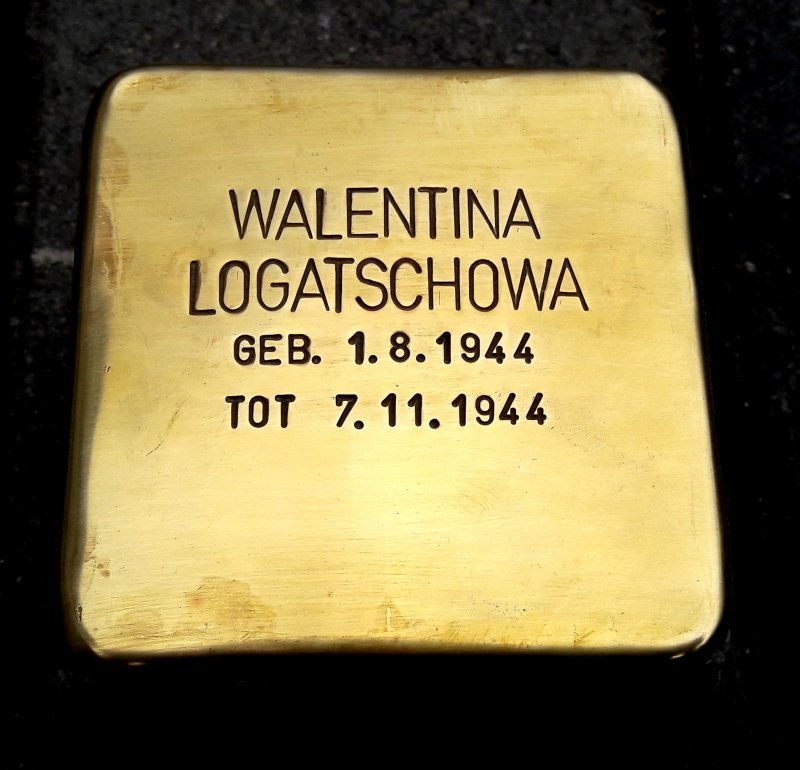 WALENTINA
LOGATSCHOWA
GEB. 1.8.1944
TOT 7.11.1944